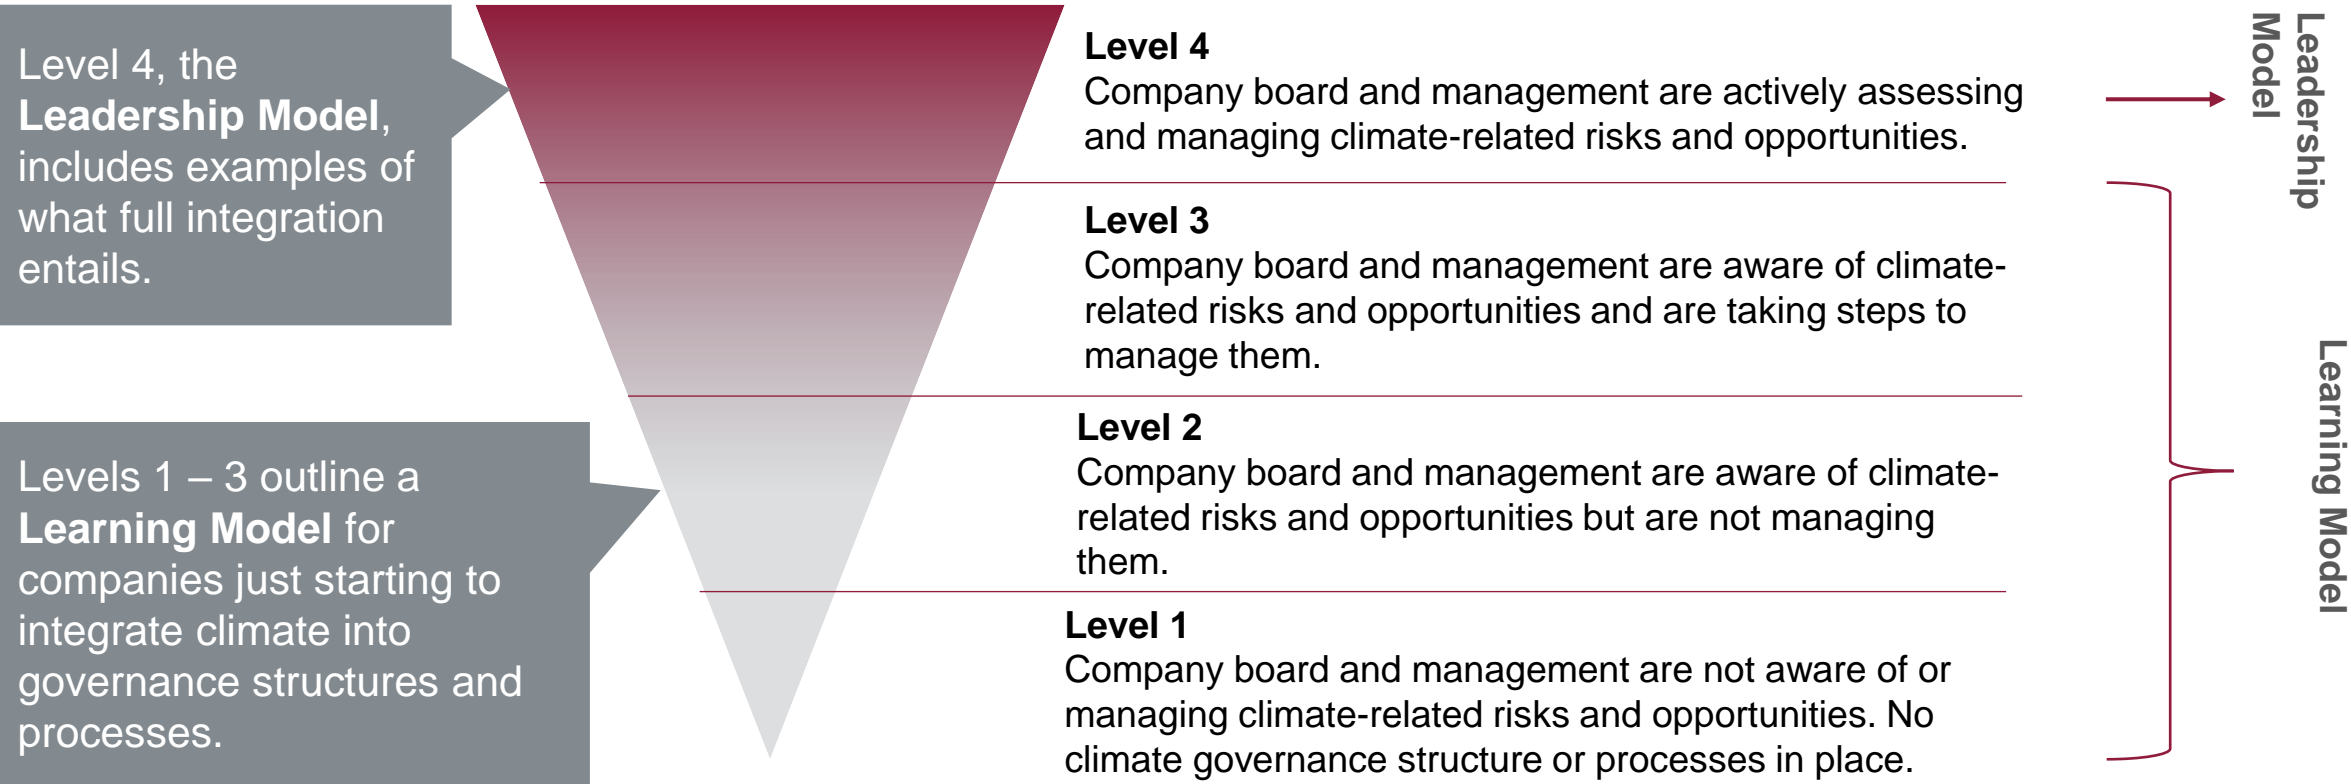 Level 4, the
Leadership Model,
includes examples of
what full integration
entails.
Levels 1 – 3 outline a
Learning Model for
companies just starting to
integrate climate into
governance structures and
processes.
Level 4
Company board and management are actively assessing
and managing climate-related risks and opportunities.
Level 3
Company board and management are aware of climate-
related risks and opportunities and are taking steps to
manage them.
Level 2
Company board and management are aware of climate-
related risks and opportunities but are not managing
them.
Level 1
Company board and management are not aware of or
managing climate-related risks and opportunities. No
climate governance structure or processes in place.
Leadership
Model
Learning Model